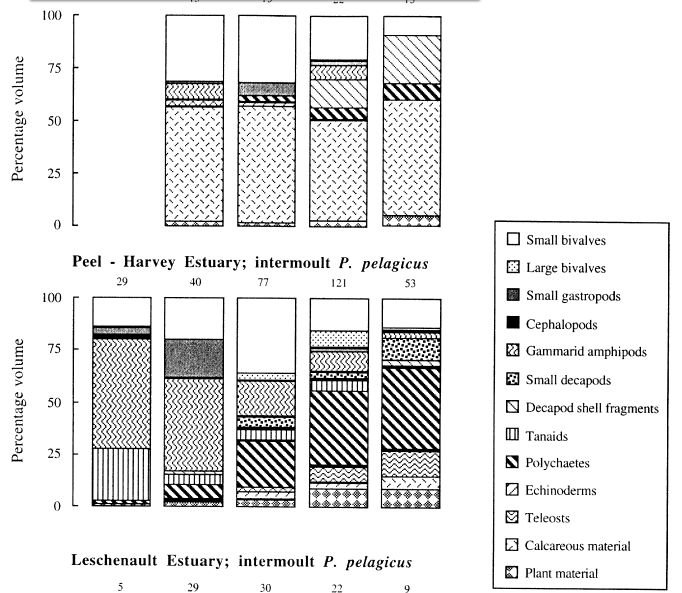 100
75
50
25
0
Percentage volume
Peel - Harvey Estuary; intermoult P. pelagicus
29 40 77 121 53
100
75
50
25
0
Percentage volume
Leschenault Estuary; intermoult P. pelagicus
5 29 30 22 9
Small bivalves
Large bivalves
Small gastropods
Cephalopods
Gammarid amphipods
Small decapods
Decapod shell fragments
Tanaids
Polychaetes
Echinoderms
Teleosts
Calcareous material
Plant material